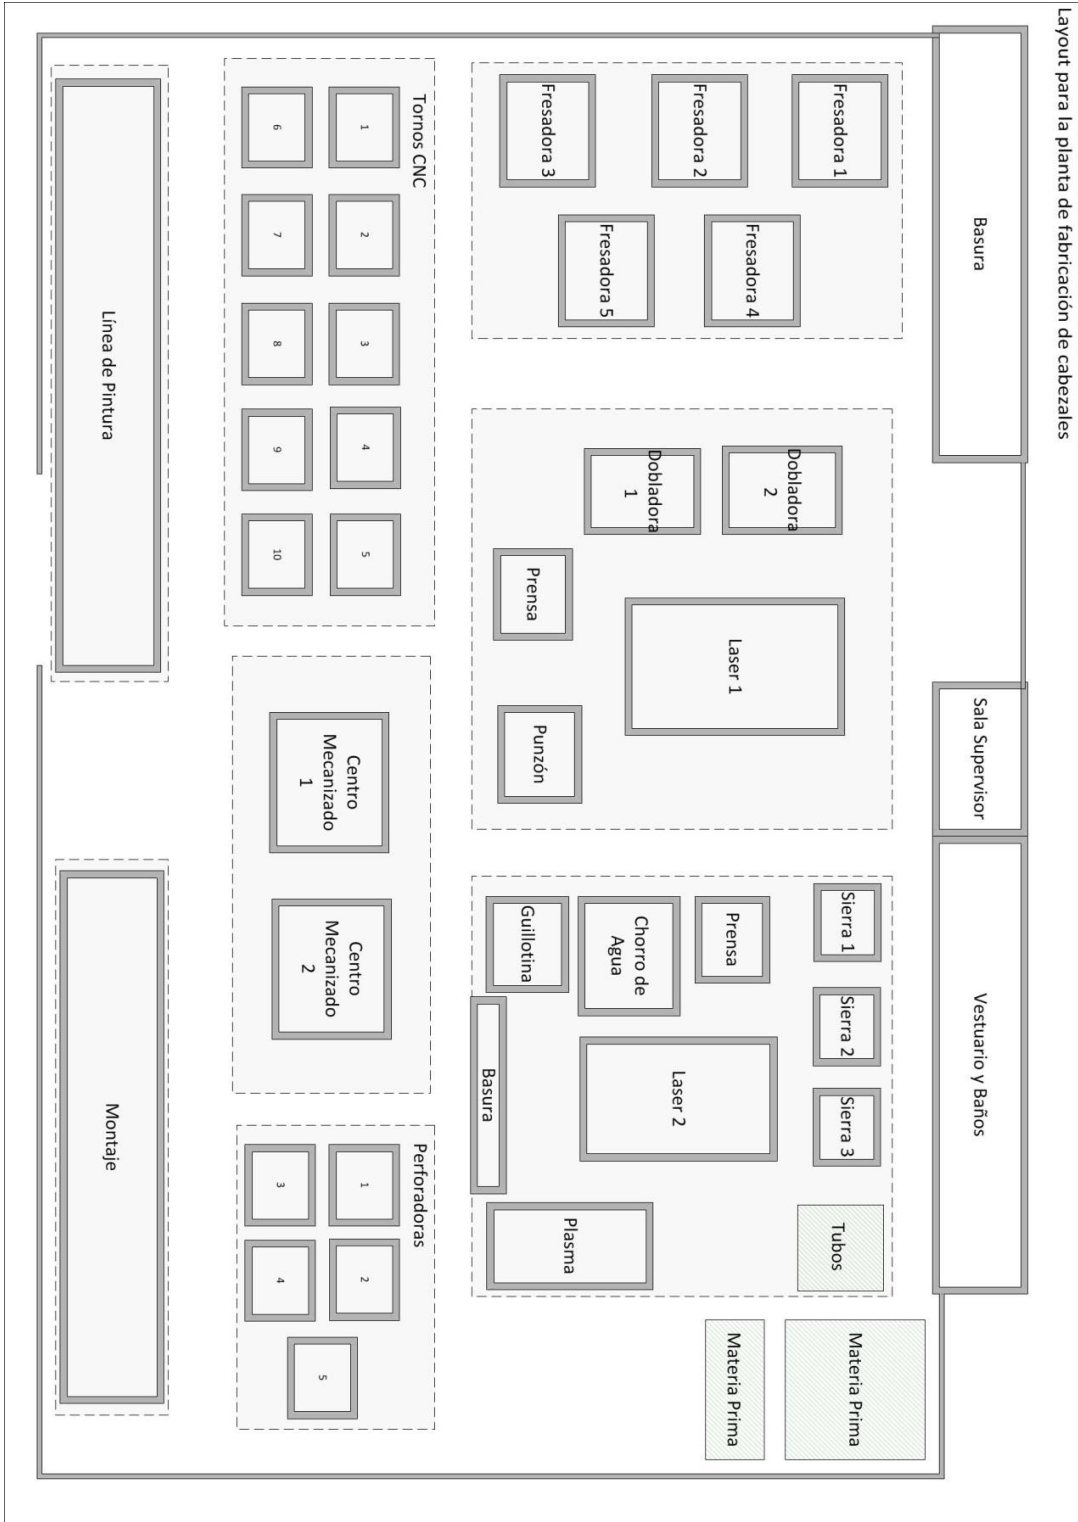 Layout para la planta de fabricación de cabezales
Basura
Sala Supervisor
Vestuario y Baños
Fresadora 1
Fresadora 2
Fresadora 3
Fresadora 4
Fresadora 5
Dobladora
2
Dobladora
1
Prensa
Laser 1
Punzón
Sierra 1
Sierra 2
Sierra 3
Prensa
Chorro de
Agua
Guillotina
Laser 2
Basura
Plasma
Tubos
Materia Prima
Materia Prima
Tornos CNC
1
2
3
4
5
6
7
8
9
10
Centro
Mecanizado
1
Centro
Mecanizado
2
Perforadoras
1
2
3
4
5
Línea de Pintura
Montaje